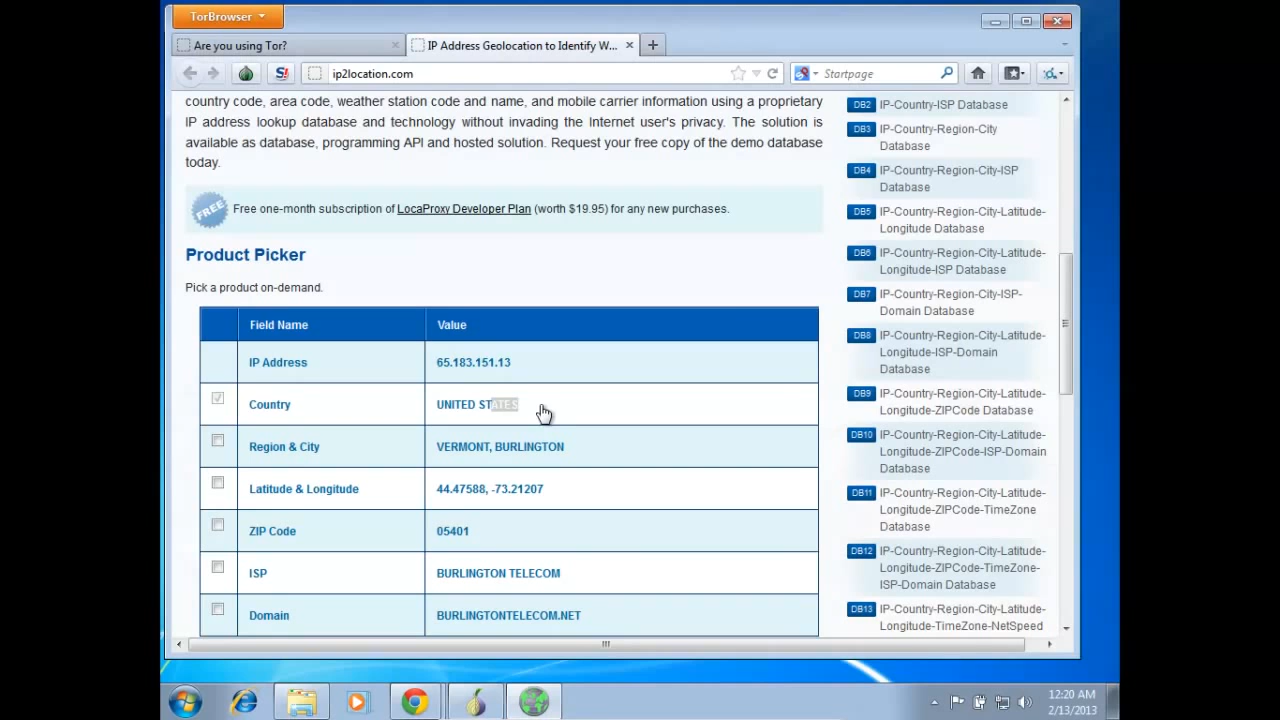 TorBrowser
Are you using Tor?
IP Address Geolocation to Identify W...
ip2location.com
Startpage
country code, area code, weather station code and name, and mobile carrier information using a proprietary
IP address lookup database and technology without invading the Internet user's privacy. The solution is
available as database, programming API and hosted solution. Request your free copy of the demo database
today.
FREE
Free one-month subscription of LocaProxy Developer Plan (worth $19.95) for any new purchases.
Product Picker
Pick a product on-demand.
Field Name Value
IP Address 65.183.151.13
Country UNITED STATES
Region & City VERMONT, BURLINGTON
Latitude & Longitude 44.47588, -73.21207
ZIP Code 05401
ISP BURLINGTON TELECOM
Domain BURLINGTONTELECOM.NET
DB2 IP-Country-ISP Database
DB3 IP-Country-Region-City
Database
DB4 IP-Country-Region-City-ISP
Database
DB5 IP-Country-Region-City-Latitude-
Longitude Database
DB6 IP-Country-Region-City-Latitude-
Longitude-ISP Database
DB7 IP-Country-Region-City-ISP-
Domain Database
DB8 IP-Country-Region-City-Latitude-
Longitude-ISP-Domain
Database
DB9 IP-Country-Region-City-Latitude-
Longitude-ZIPCode Database
DB10 IP-Country-Region-City-Latitude-
Longitude-ZIPCode-ISP-Domain
Database
DB11 IP-Country-Region-City-Latitude-
Longitude-ZIPCode-TimeZone
Database
DB12 IP-Country-Region-City-Latitude-
Longitude-ZIPCode-TimeZone-
ISP-Domain Database
DB13 IP-Country-Region-City-Latitude-
Longitude-TimeZone-NetSpeed
12:20 AM
2/13/2013